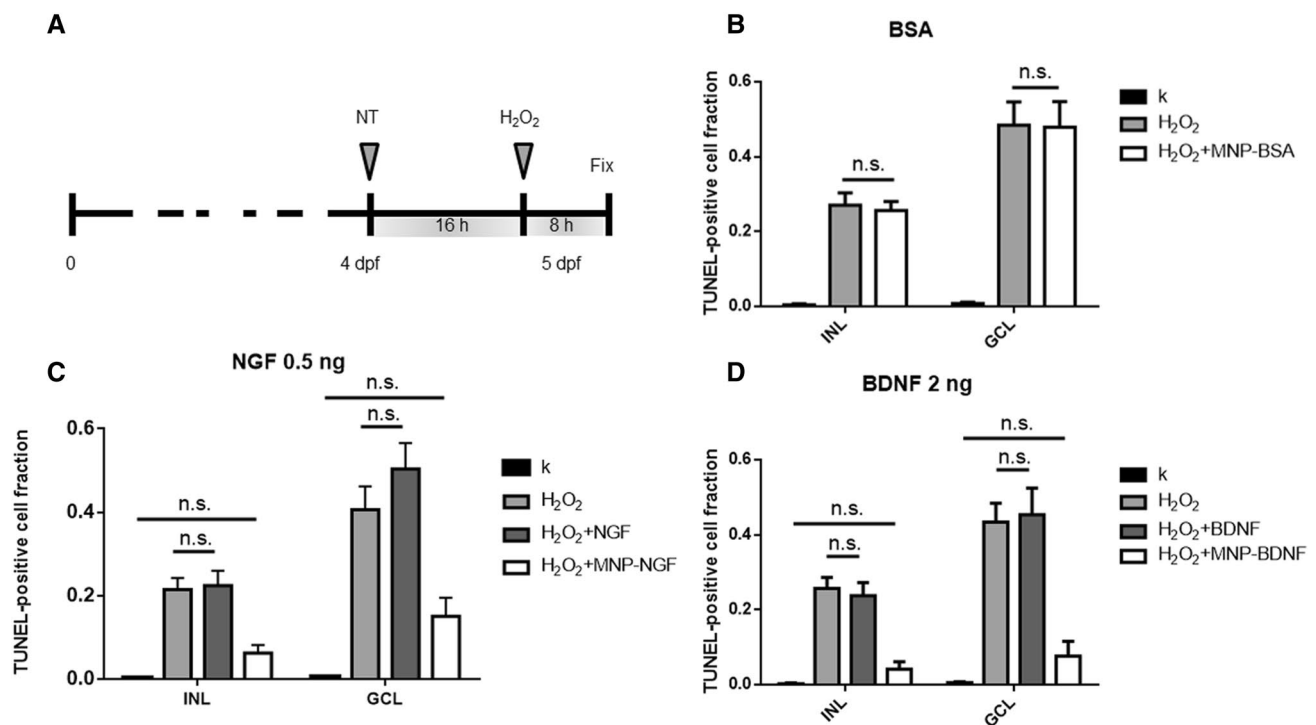 A
NT
H₂O₂
Fix
16 h
8 h
0
4 dpf
5 dpf
B
BSA
TUNEL-positive cell fraction
0.6
0.4
0.2
0.0
n.s.
n.s.
INL
GCL
k
H₂O₂
H₂O₂+MNP-BSA
C
NGF 0.5 ng
TUNEL-positive cell fraction
0.6
0.4
0.2
0.0
n.s.
n.s.
n.s.
n.s.
INL
GCL
k
H₂O₂
H₂O₂+NGF
H₂O₂+MNP-NGF
D
BDNF 2 ng
TUNEL-positive cell fraction
0.6
0.4
0.2
0.0
n.s.
n.s.
n.s.
n.s.
INL
GCL
k
H₂O₂
H₂O₂+BDNF
H₂O₂+MNP-BDNF